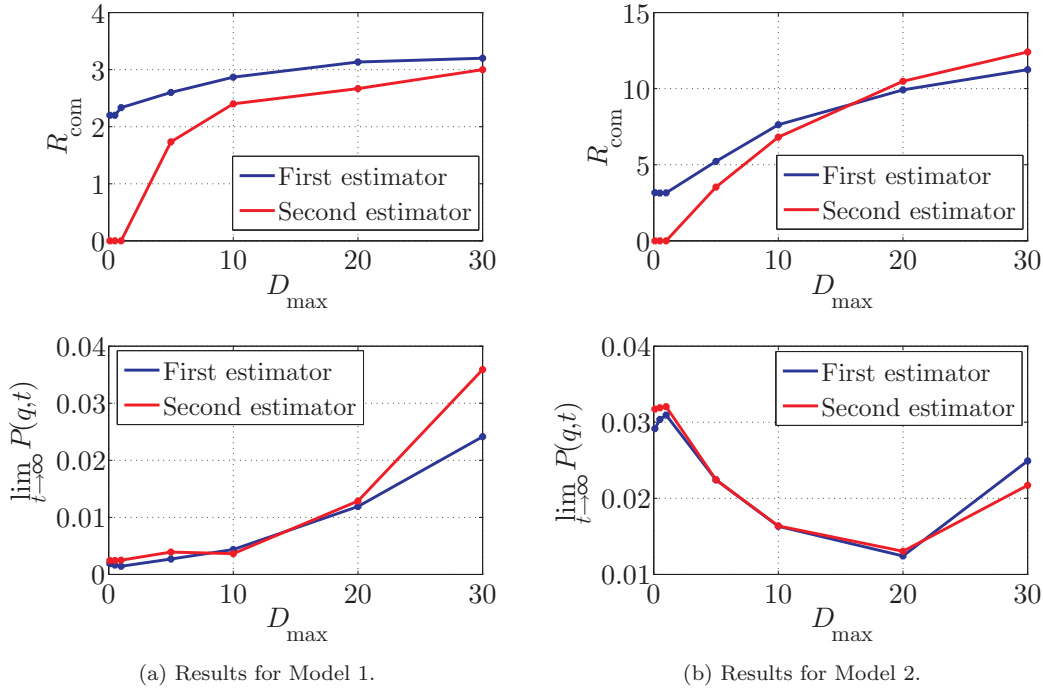 4
3
2
1
0
R_com
0
10
20
30
D_max
First estimator
Second estimator
15
10
5
0
R_com
0
10
20
30
D_max
First estimator
Second estimator
0.04
0.03
0.02
0.01
0
lim t→∞ P(q,t)
0
10
20
30
D_max
First estimator
Second estimator
0.04
0.03
0.02
0.01
lim t→∞ P(q,t)
0
10
20
30
D_max
First estimator
Second estimator
(a) Results for Model 1.
(b) Results for Model 2.